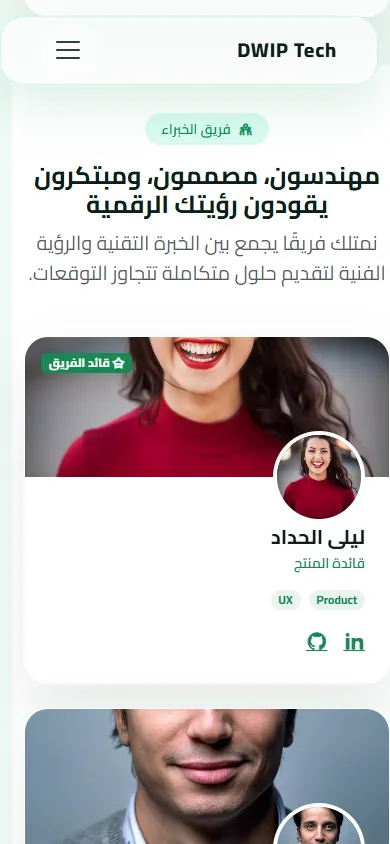 DWIP Tech
فريق الخبراء
مهندسون، مصممون، ومبتكرون
يقودون رؤيتك الرقمية
نمتلك فريقًا يجمع بين الخبرة التقنية والرؤية
الفنية لتقديم حلول متكاملة تتجاوز التوقعات.
قائد الفريق
ليلى الحداد
قائدة المنتج
Product
UX